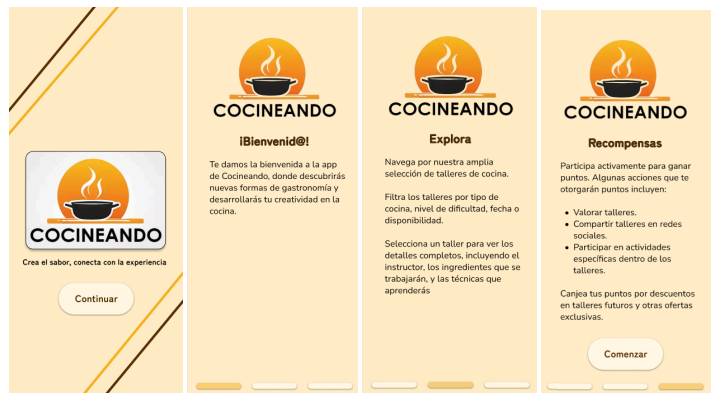 COCINEANDO
Crea el sabor, conecta con la experiencia
Continuar
COCINEANDO
¡Bienvenid@!
Te damos la bienvenida a la app
de Cocineando, donde descubrirás
nuevas formas de gastronomía y
desarrollarás tu creatividad en la
cocina.
COCINEANDO
Explora
Navega por nuestra amplia
selección de talleres de cocina.
Filtra los talleres por tipo de
cocina, nivel de dificultad, fecha o
disponibilidad.
Selecciona un taller para ver los
detalles completos, incluyendo el
instructor, los ingredientes que se
trabajarán, y las técnicas que
aprenderás
COCINEANDO
Recompensas
Participa activamente para ganar
puntos. Algunas acciones que te
otorgarán puntos incluyen:
• Valorar talleres.
• Compartir talleres en redes
sociales.
• Participar en actividades
específicas dentro de los
talleres.
Canjea tus puntos por descuentos
en talleres futuros y otras ofertas
exclusivas.
Comenzar